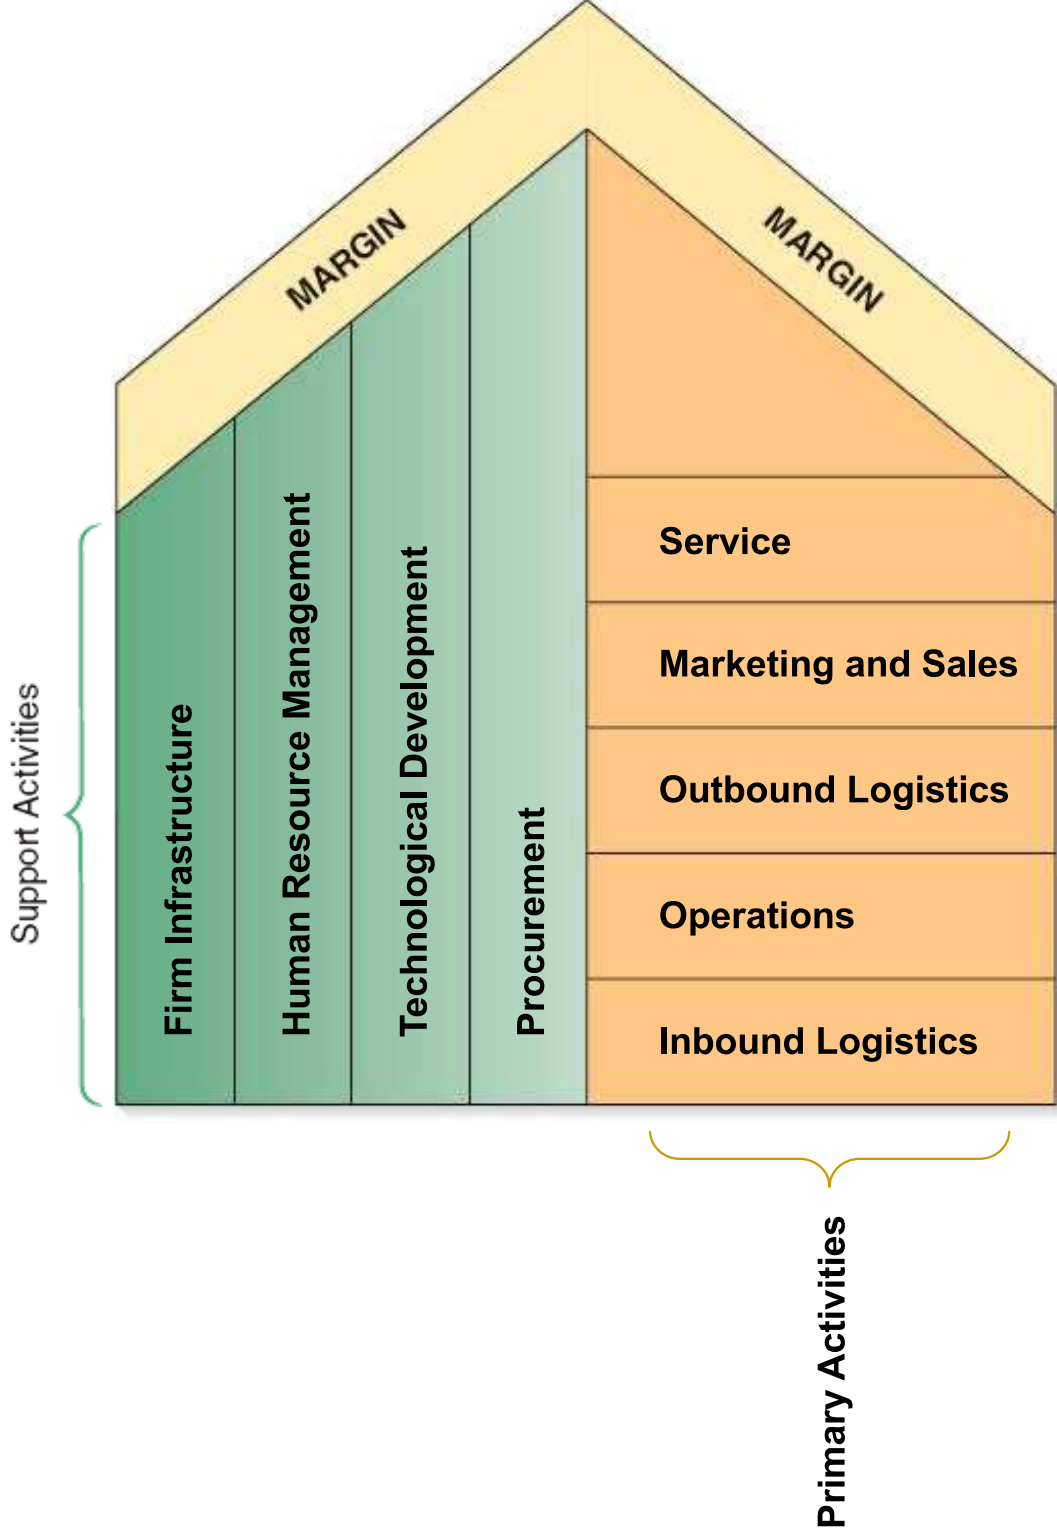 MARGIN
MARGIN
Support Activities
Firm Infrastructure
Human Resource Management
Technological Development
Procurement
Service
Marketing and Sales
Outbound Logistics
Operations
Inbound Logistics
Primary Activities